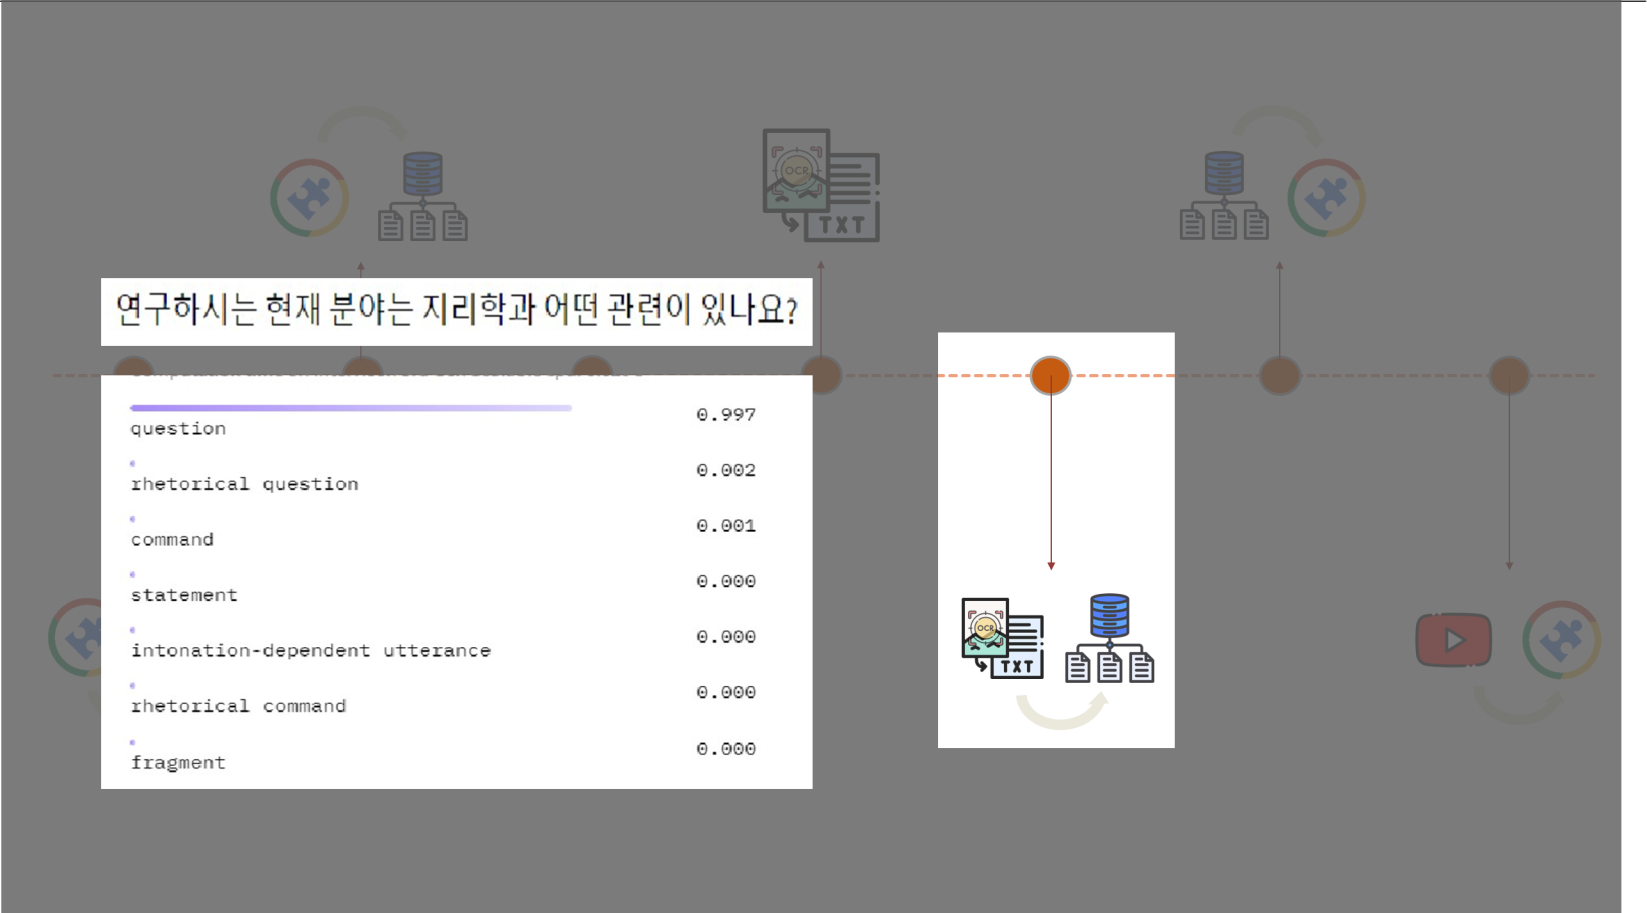 OCR
TXT
연구하시는 현재 분야는 지리학과 어떤 관련이 있나요?
question 0.997
rhetorical question 0.002
command 0.001
statement 0.000
intonation-dependent utterance 0.000
rhetorical command 0.000
fragment 0.000
OCR
TXT